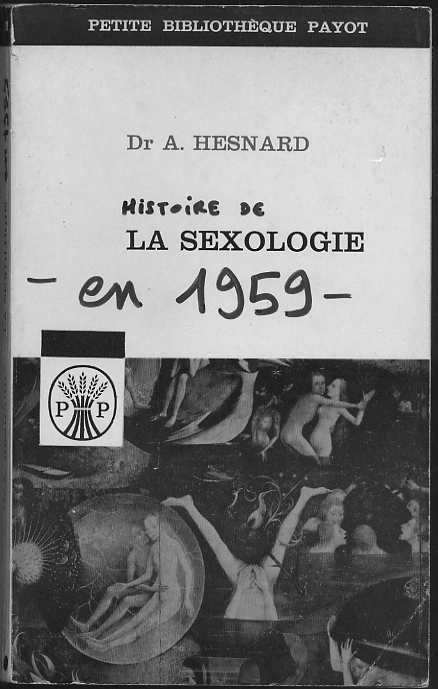 PETITE BIBLIOTHÈQUE PAYOT
Dr A. HESNARD
HISTOIRE DE
LA SEXOLOGIE
- en 1959 -
P P